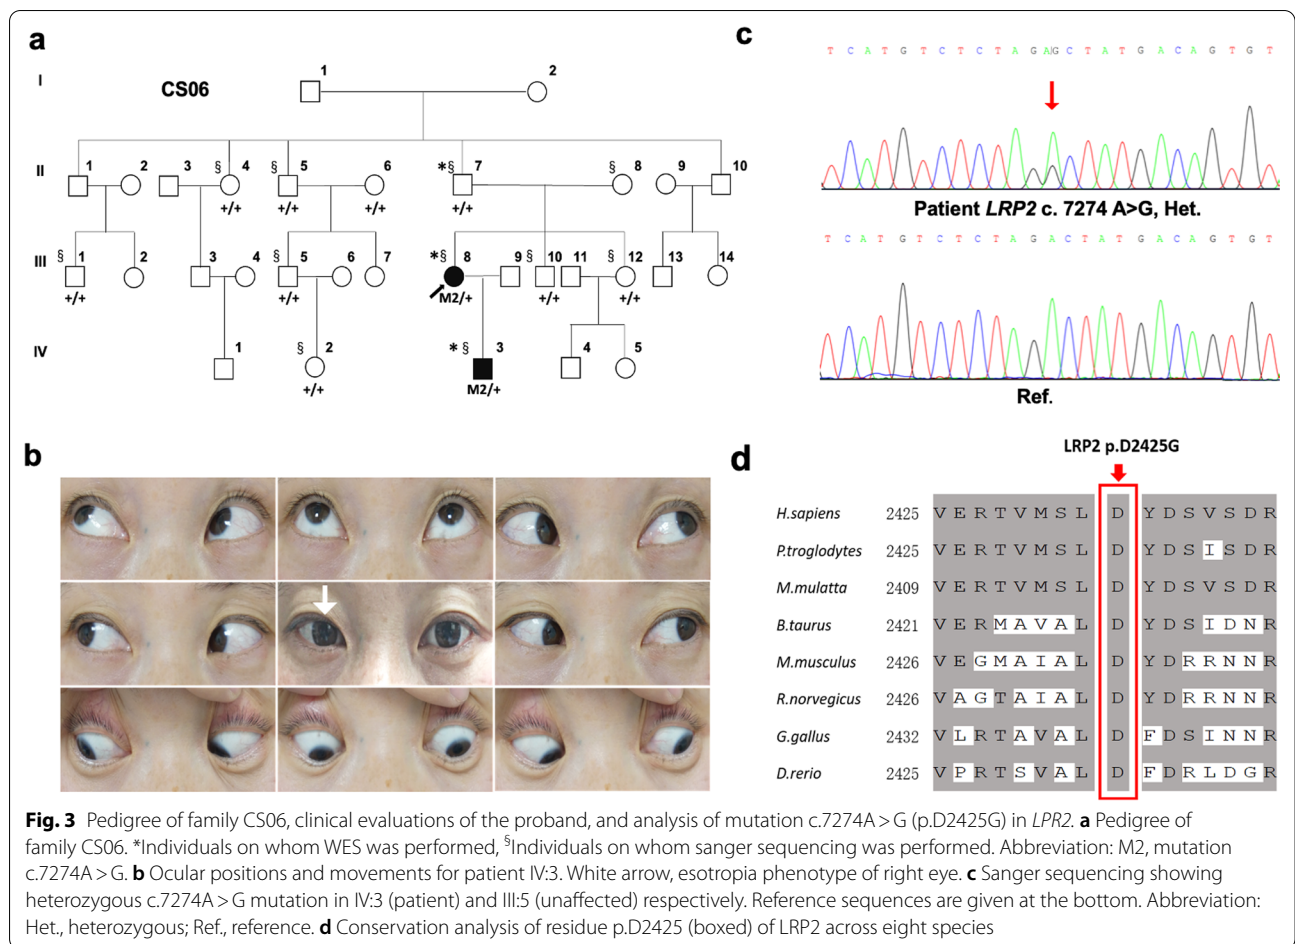 a
CS06
I
1
2
II
1
2
3
§ 4
§ 5
6
*§ 7
§ 8
9
10
+/+
+/+
+/+
+/+
III
§ 1
2
3
4
§ 5
6
7
*§ 8
9
§ 10
11
§ 12
13
14
+/+
+/+
M2/+
+/+
+/+
IV
1
§ 2
*§ 3
4
5
+/+
M2/+
b
c
T C A T G T C T C T A G A G C T A T G A C A G T G T
Patient LRP2 c. 7274 A>G, Het.
T C A T G T C T C T A G A C T A T G A C A G T G T
Ref.
d
LRP2 p.D2425G
H.sapiens 2425 V E R T V M S L D Y D S V S D R
P.troglodytes 2425 V E R T V M S L D Y D S I S D R
M.mulatta 2409 V E R T V M S L D Y D S V S D R
B.taurus 2421 V E R M A V A L D Y D S I D N R
M.musculus 2426 V E G M A I A L D Y D R R N N R
R.norvegicus 2426 V A G T A I A L D Y D R R N N R
G.gallus 2432 V L R T A V A L D F D S I N N R
D.rerio 2425 V P R T S V A L D F D R L D G R
Fig. 3 Pedigree of family CS06, clinical evaluations of the proband, and analysis of mutation c.7274A > G (p.D2425G) in LPR2. a Pedigree of
family CS06. *Individuals on whom WES was performed, §Individuals on whom sanger sequencing was performed. Abbreviation: M2, mutation
c.7274A > G. b Ocular positions and movements for patient IV:3. White arrow, esotropia phenotype of right eye. c Sanger sequencing showing
heterozygous c.7274A > G mutation in IV:3 (patient) and III:5 (unaffected) respectively. Reference sequences are given at the bottom. Abbreviation:
Het., heterozygous; Ref., reference. d Conservation analysis of residue p.D2425 (boxed) of LRP2 across eight species